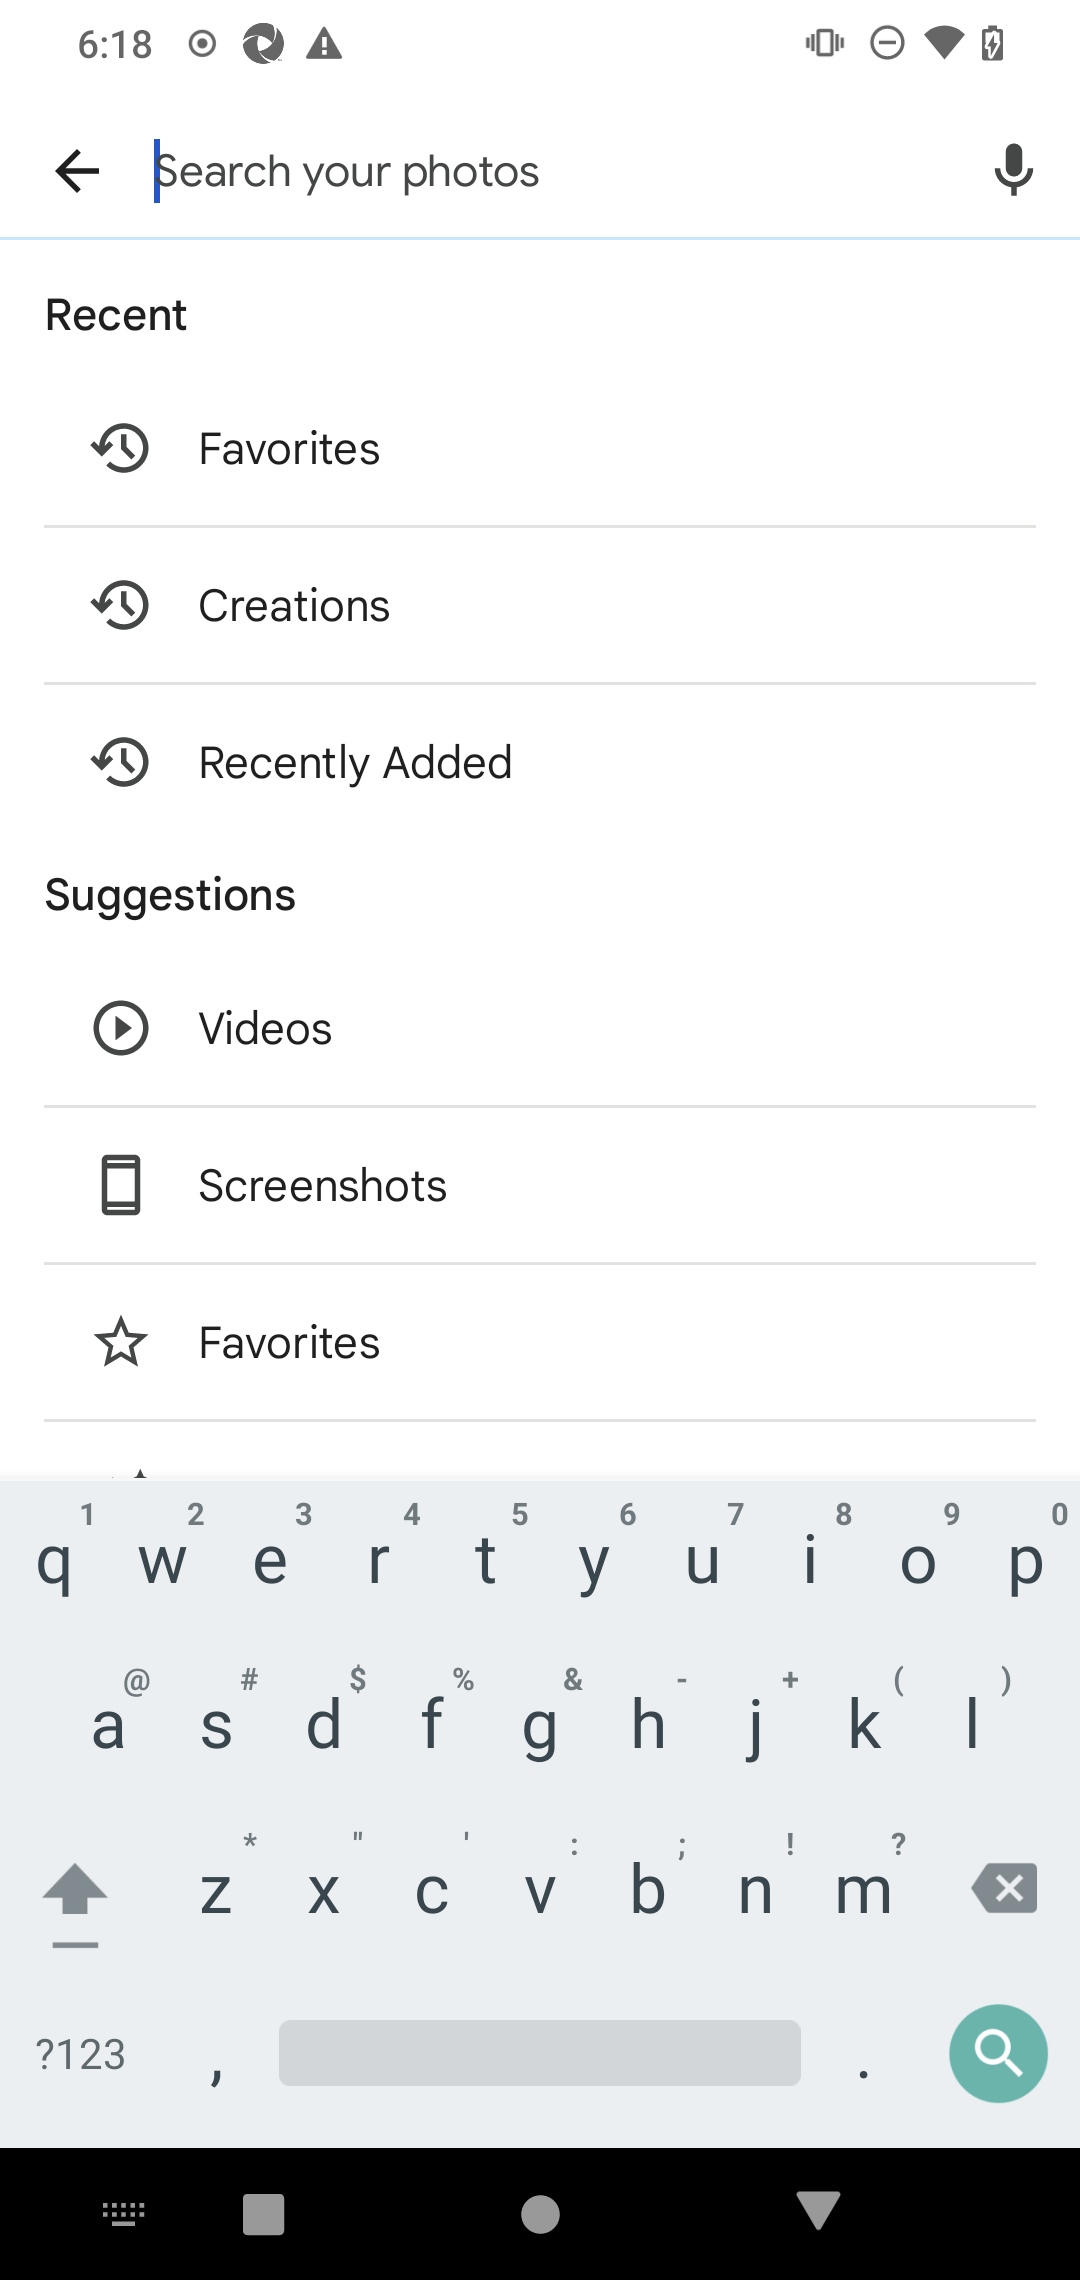 6:18
Search your photos
Recent
Favorites
Creations
Recently Added
Suggestions
Videos
Screenshots
Favorites
1 2 3 4 5 6 7 8 9 0
q w e r t y u i o p
@ # $ % & - + ( )
a s d f g h j k l
* " ' : ; ! ?
z x c v b n m
?123 , .